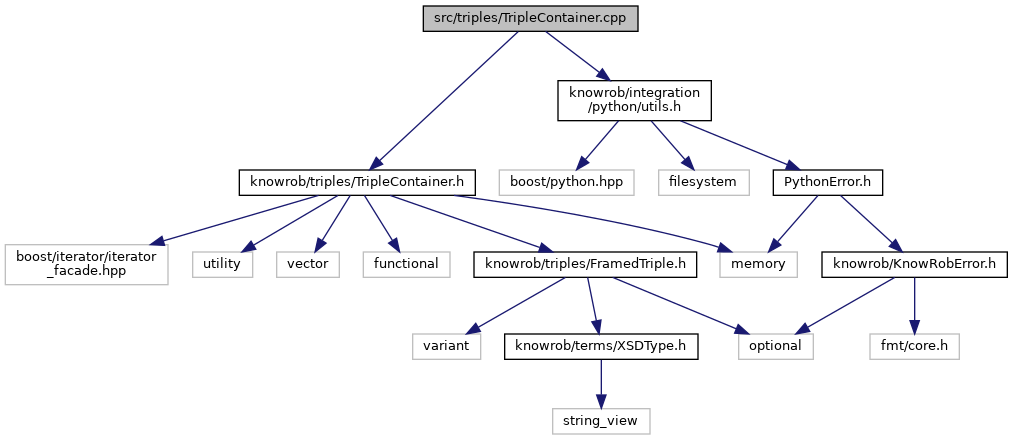 src/triples/TripleContainer.cpp
knowrob/integration
/python/utils.h
knowrob/triples/TripleContainer.h
boost/python.hpp
filesystem
PythonError.h
boost/iterator/iterator
_facade.hpp
utility
vector
functional
knowrob/triples/FramedTriple.h
memory
knowrob/KnowRobError.h
variant
knowrob/terms/XSDType.h
optional
fmt/core.h
string_view